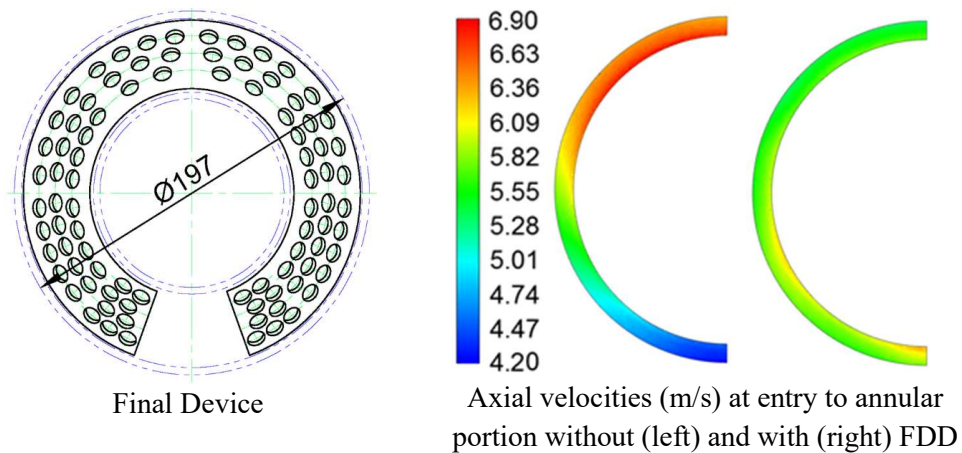 Ø197
Final Device
6.90
6.63
6.36
6.09
5.82
5.55
5.28
5.01
4.74
4.47
4.20
Axial velocities (m/s) at entry to annular
portion without (left) and with (right) FDD